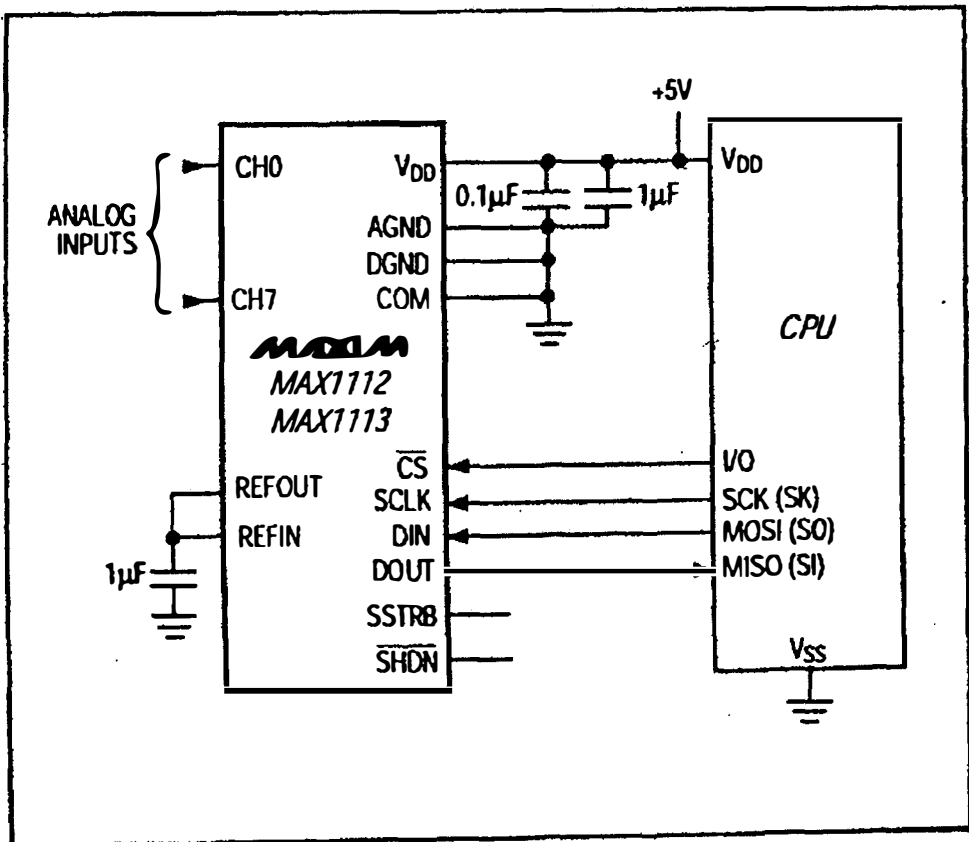 +5V
CH0
VDD
VDD
0.1µF
1µF
ANALOG
INPUTS
AGND
DGND
CH7
COM
CPU
MAXIM
MAX1112
MAX1113
CS
I/O
REFOUT
SCLK
SCK (SK)
REFIN
DIN
MOSI (SO)
1µF
DOUT
MISO (SI)
SSTRB
SHDN
VSS